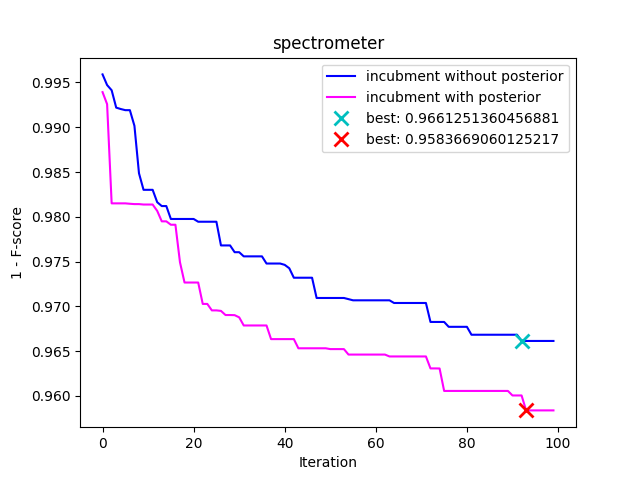 spectrometer
incubment without posterior
incubment with posterior
best: 0.9661251360456881
best: 0.9583669060125217
1 - F-score
0.995
0.990
0.985
0.980
0.975
0.970
0.965
0.960
0 20 40 60 80 100
Iteration